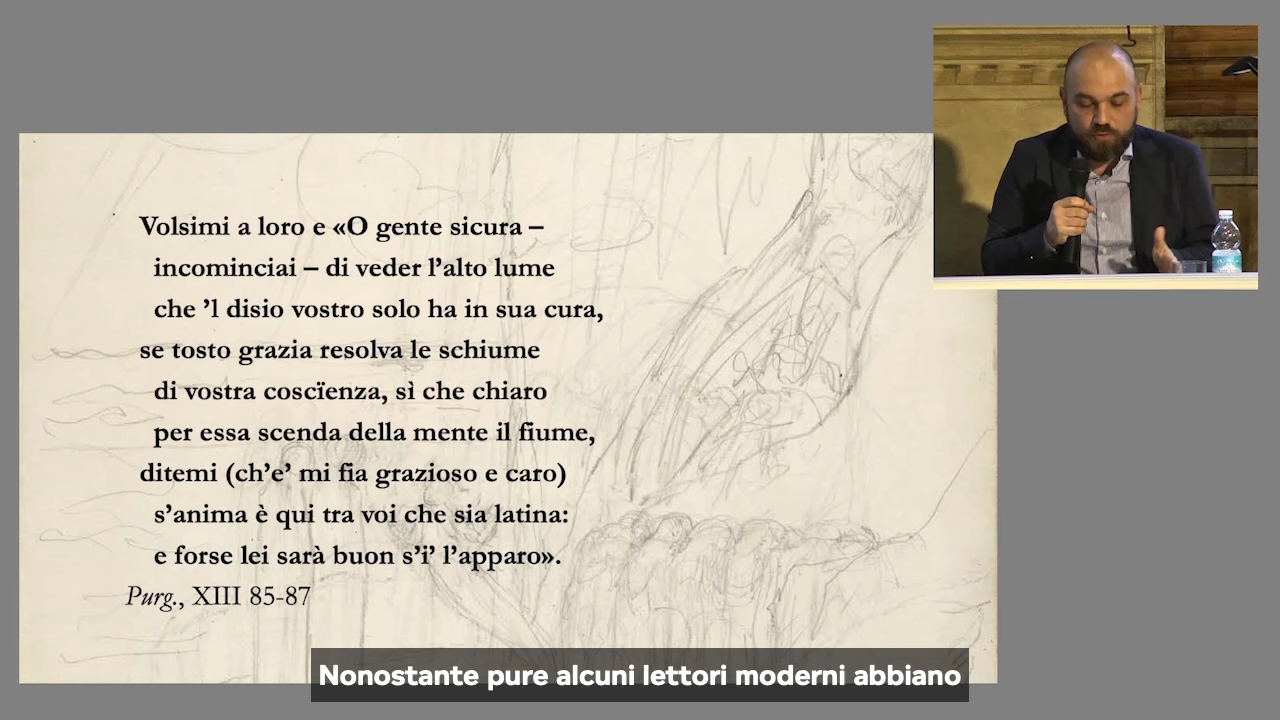 Volsimi a loro e «O gente sicura –
incominciai – di veder l’alto lume
che ’l disio vostro solo ha in sua cura,
se tosto grazia resolva le schiume
di vostra coscïenza, sì che chiaro
per essa scenda della mente il fiume,
ditemi (ch’e’ mi fia grazioso e caro)
s’anima è qui tra voi che sia latina:
e forse lei sarà buon s’i’ l’apparo».
Purg., XIII 85-87
Nonostante pure alcuni lettori moderni abbiano